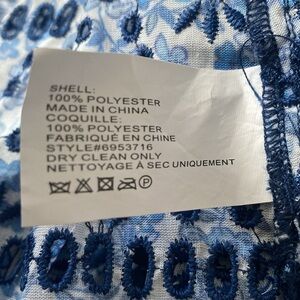 SHELL:
100% POLYESTER
MADE IN CHINA
COQUILLE:
100% POLYESTER
FABRIQUÉ EN CHINE
STYLE#6953716
DRY CLEAN ONLY
NETTOYAGE À SEC UNIQUEMENT
P